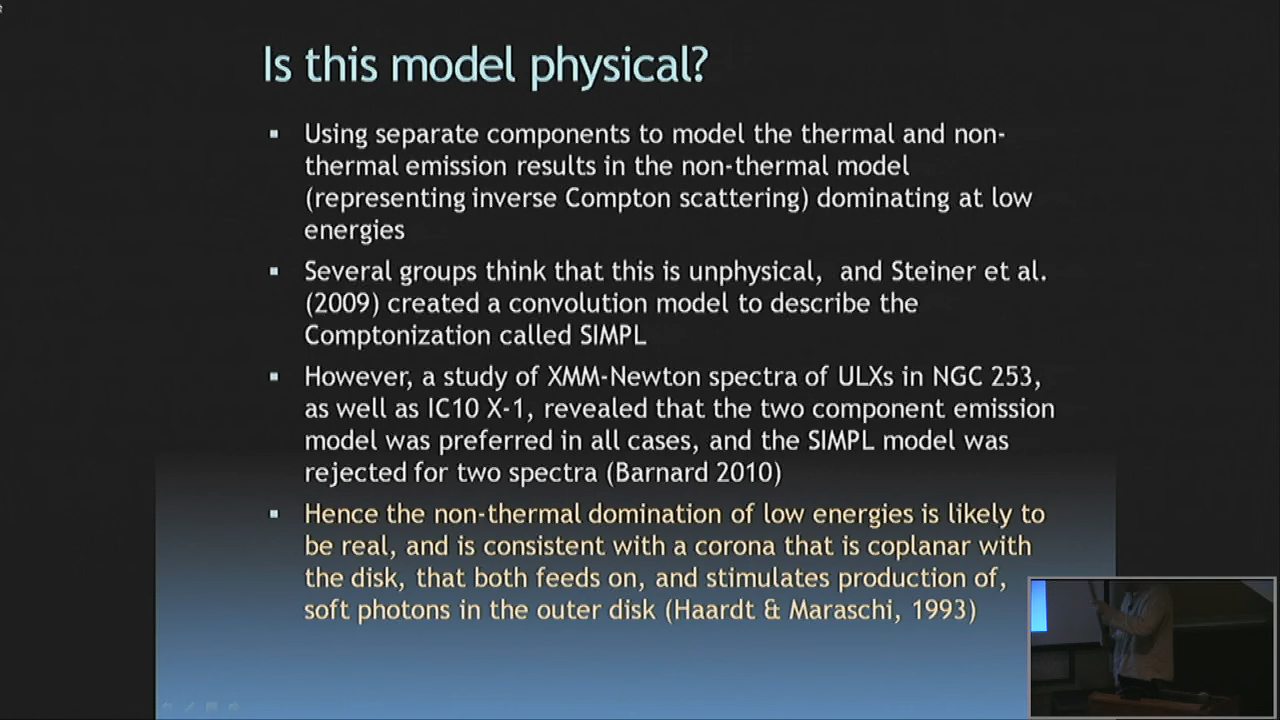 Is this model physical?
Using separate components to model the thermal and non-
thermal emission results in the non-thermal model
(representing inverse Compton scattering) dominating at low
energies
Several groups think that this is unphysical, and Steiner et al.
(2009) created a convolution model to describe the
Comptonization called SIMPL
However, a study of XMM-Newton spectra of ULXs in NGC 253,
as well as IC10 X-1, revealed that the two component emission
model was preferred in all cases, and the SIMPL model was
rejected for two spectra (Barnard 2010)
Hence the non-thermal domination of low energies is likely to
be real, and is consistent with a corona that is coplanar with
the disk, that both feeds on, and stimulates production of,
soft photons in the outer disk (Haardt & Maraschi, 1993)